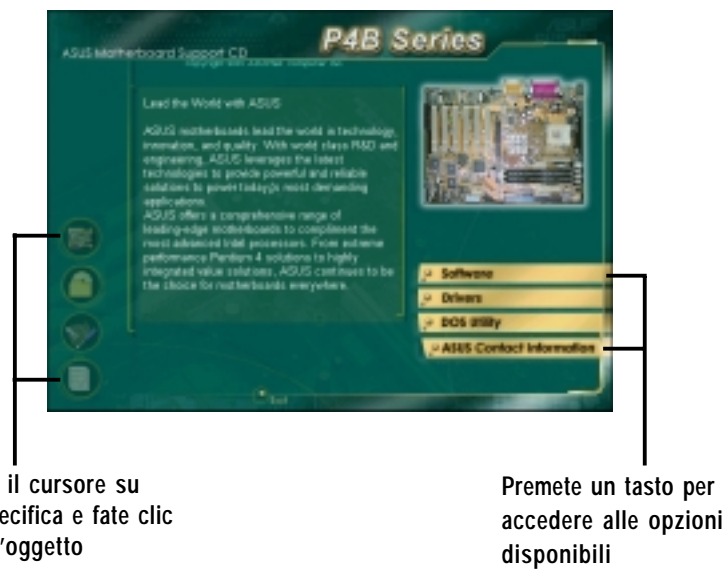 P4B Series
ASUS Motherboard Support CD
Lead the World with ASUS
ASUS motherboards lead the world in technology,
innovation, and quality. With world class R&D and
engineering, ASUS leverages the latest
technologies to provide powerful and reliable
solutions to power today's most demanding
applications.
ASUS offers a comprehensive range of
leading-edge motherboards to compliment the
most advanced Intel processors. From extreme
performance Pentium 4 solutions to highly
integrated value solutions, ASUS continues to be
the choice for motherboards everywhere.
Software
Drivers
DOS Utility
ASUS Contact Information
Exit
il cursore su
ecifica e fate clic
l'oggetto
Premete un tasto per
accedere alle opzioni
disponibili